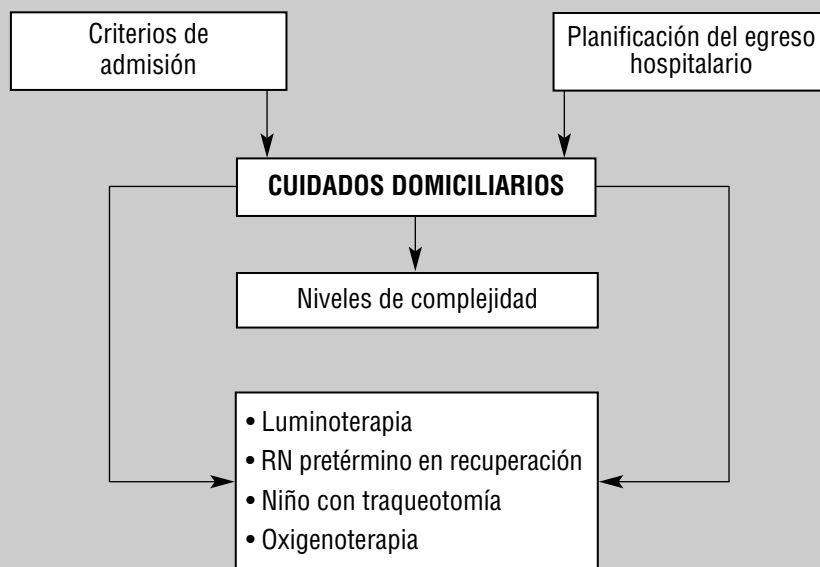 Criterios de
admisión
Planificación del egreso
hospitalario
CUIDADOS DOMICILIARIOS
Niveles de complejidad
• Luminoterapia
• RN pretérmino en recuperación
• Niño con traqueotomía
• Oxigenoterapia